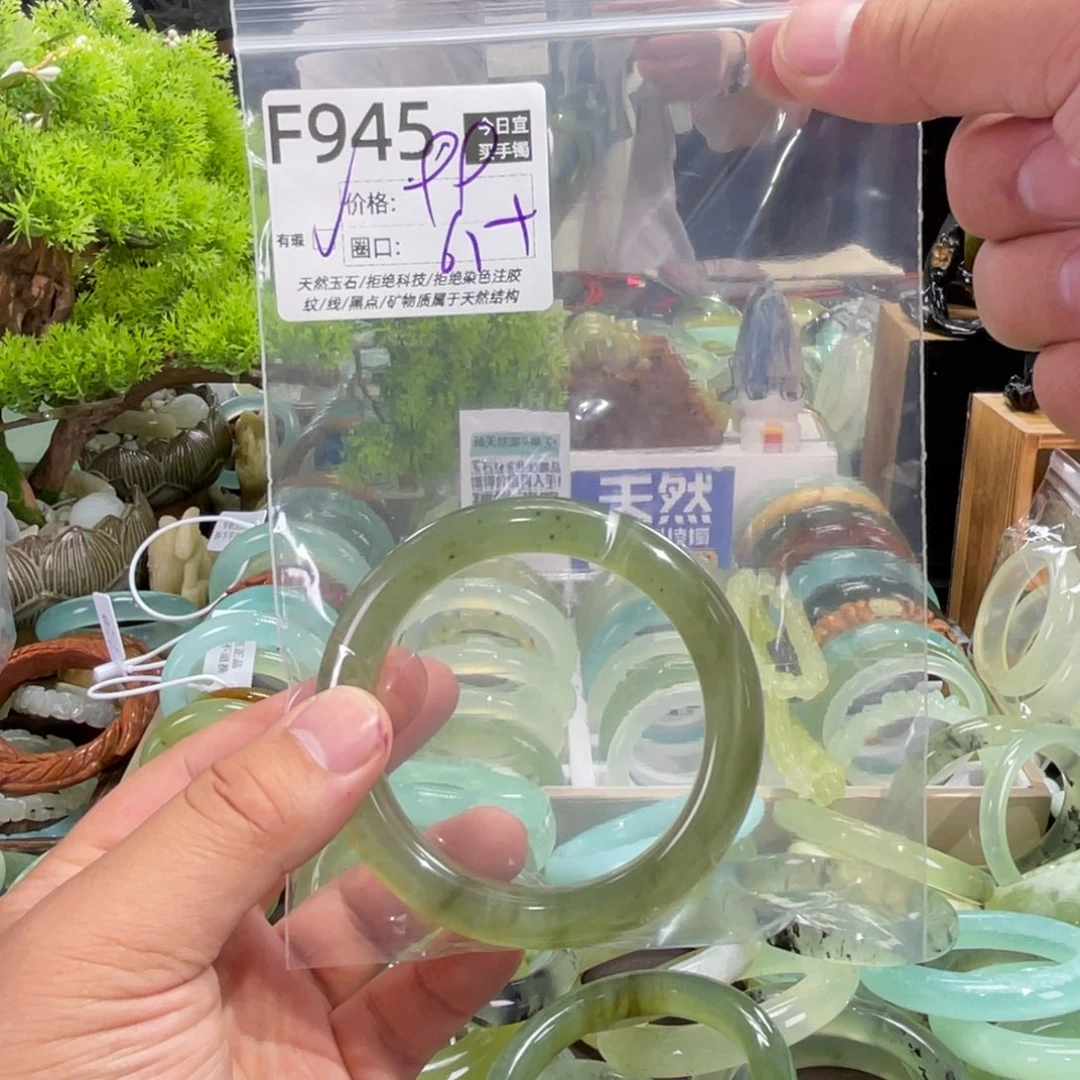 F945
今日宜
买手镯
价格: PP
有瑕 √
圈口: 61+
天然玉石/拒绝科技/拒绝染色注胶
纹/线/黑点/矿物质属于天然结构
天然